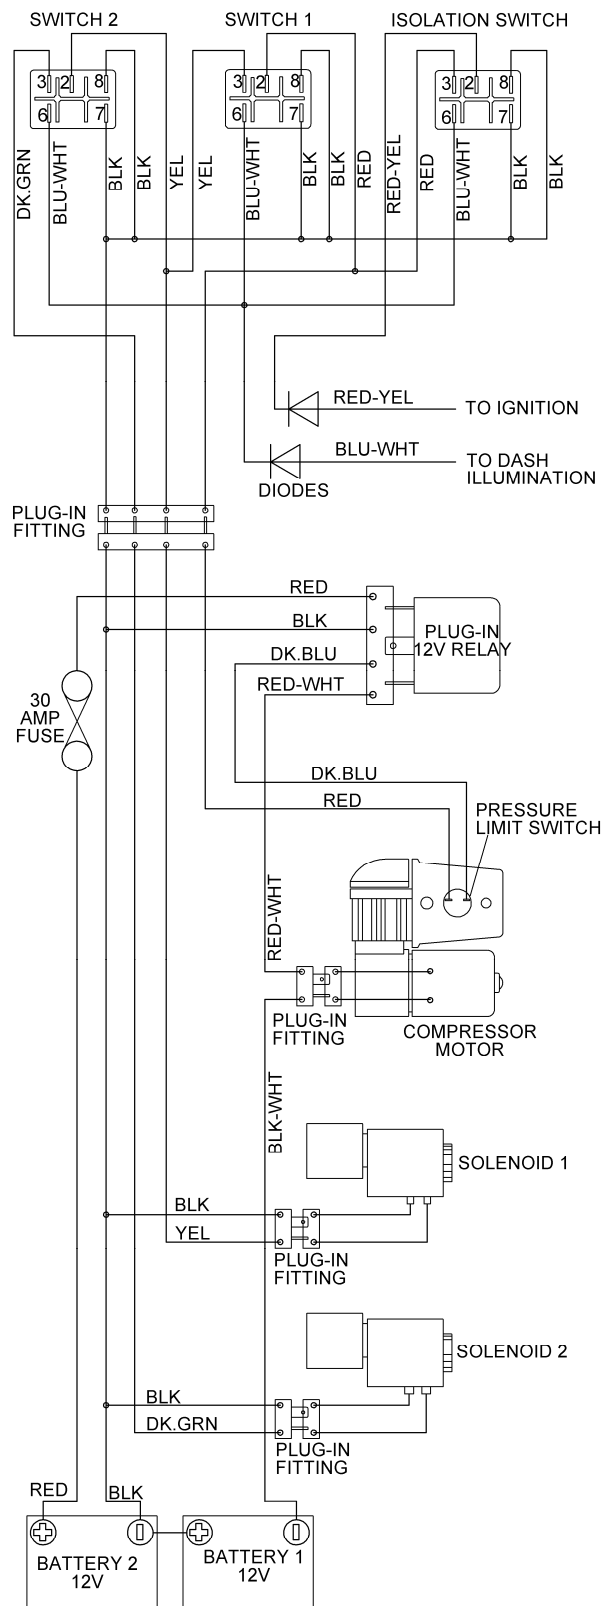 SWITCH 2
SWITCH 1
ISOLATION SWITCH
3 2 8
6 7
3 2 8
6 7
3 2 8
6 7
DK.GRN
BLU-WHT
BLK
BLK
YEL
YEL
BLU-WHT
BLK
BLK
RED
RED-YEL
RED
BLU-WHT
BLK
BLK
RED-YEL
TO IGNITION
BLU-WHT
TO DASH
ILLUMINATION
DIODES
PLUG-IN
FITTING
RED
BLK
DK.BLU
RED-WHT
PLUG-IN
12V RELAY
30
AMP
FUSE
DK.BLU
RED
PRESSURE
LIMIT SWITCH
RED-WHT
PLUG-IN
FITTING
COMPRESSOR
MOTOR
BLK-WHT
SOLENOID 1
BLK
YEL
PLUG-IN
FITTING
SOLENOID 2
BLK
DK.GRN
PLUG-IN
FITTING
RED
BLK
BATTERY 2
12V
BATTERY 1
12V